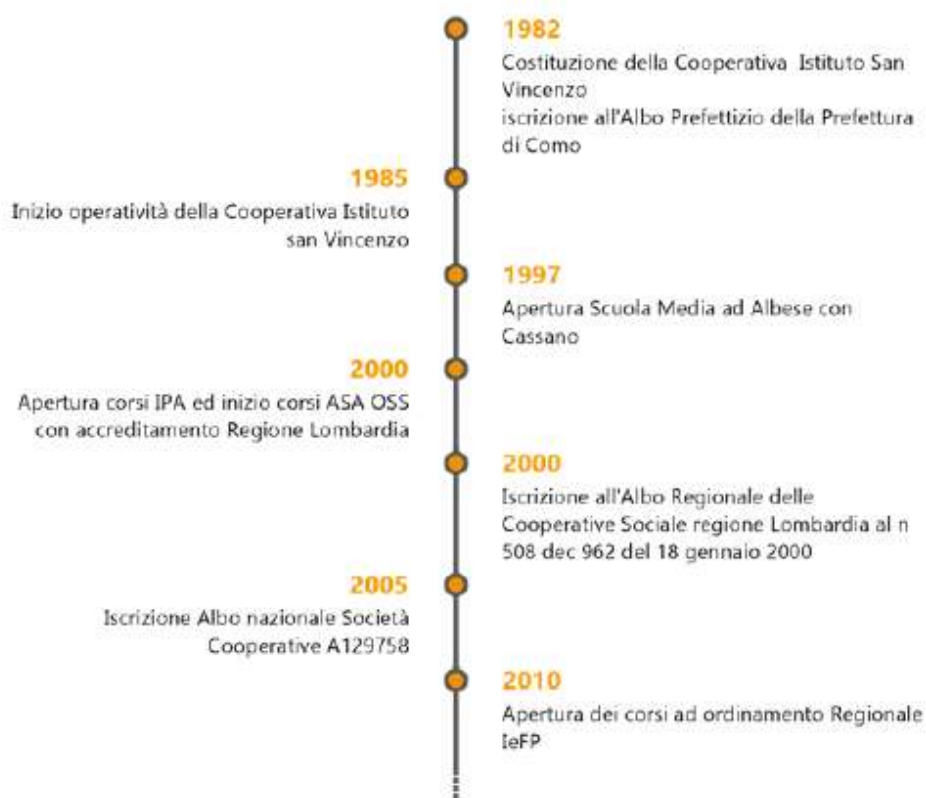 1982
Costituzione della Cooperativa Istituto San
Vincenzo
iscrizione all'Albo Prefettizio della Prefettura
di Como
1985
Inizio operatività della Cooperativa Istituto
san Vincenzo
1997
Apertura Scuola Media ad Albese con
Cassano
2000
Apertura corsi IPA ed inizio corsi ASA OSS
con accreditamento Regione Lombardia
2000
Iscrizione all'Albo Regionale delle
Cooperative Sociale regione Lombardia al n
508 dec 962 del 18 gennaio 2000
2005
Iscrizione Albo nazionale Società
Cooperative A129758
2010
Apertura dei corsi ad ordinamento Regionale
IeFP